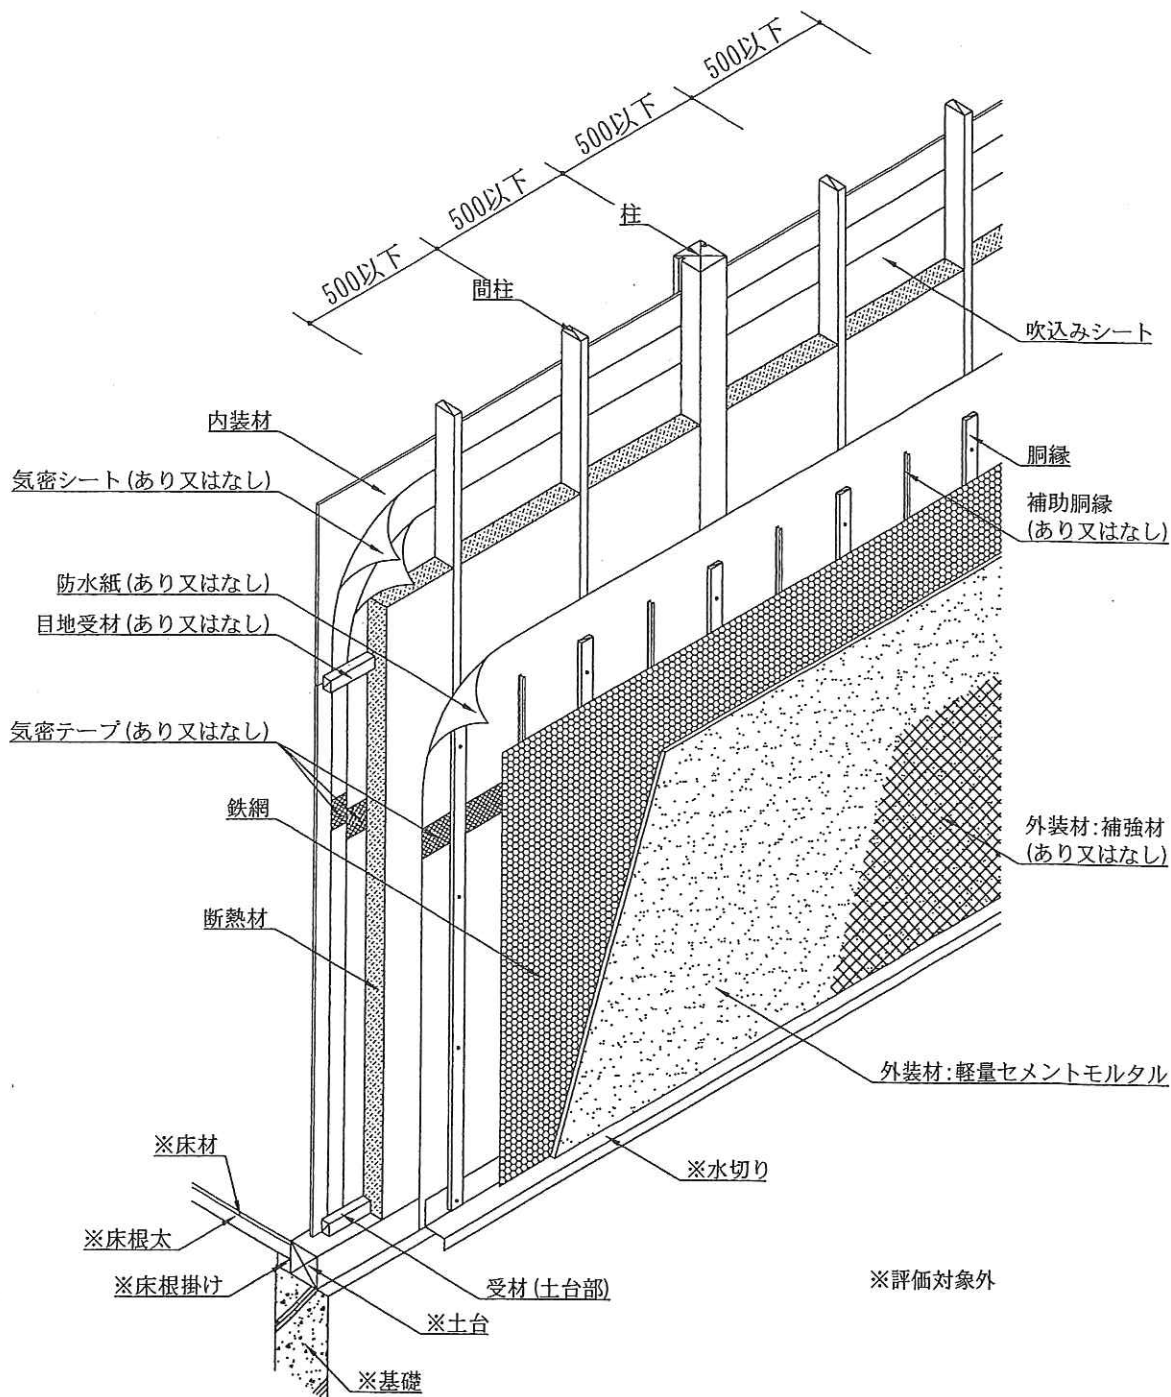 500以下
500以下
500以下
500以下
柱
間柱
吹込みシート
内装材
気密シート(あり又はなし)
胴縁
補助胴縁
(あり又はなし)
防水紙(あり又はなし)
目地受材(あり又はなし)
気密テープ(あり又はなし)
鉄網
外装材:補強材
(あり又はなし)
断熱材
外装材:軽量セメントモルタル
※床材
※水切り
※床根太
※床根掛け
受材(土台部)
※評価対象外
※土台
※基礎